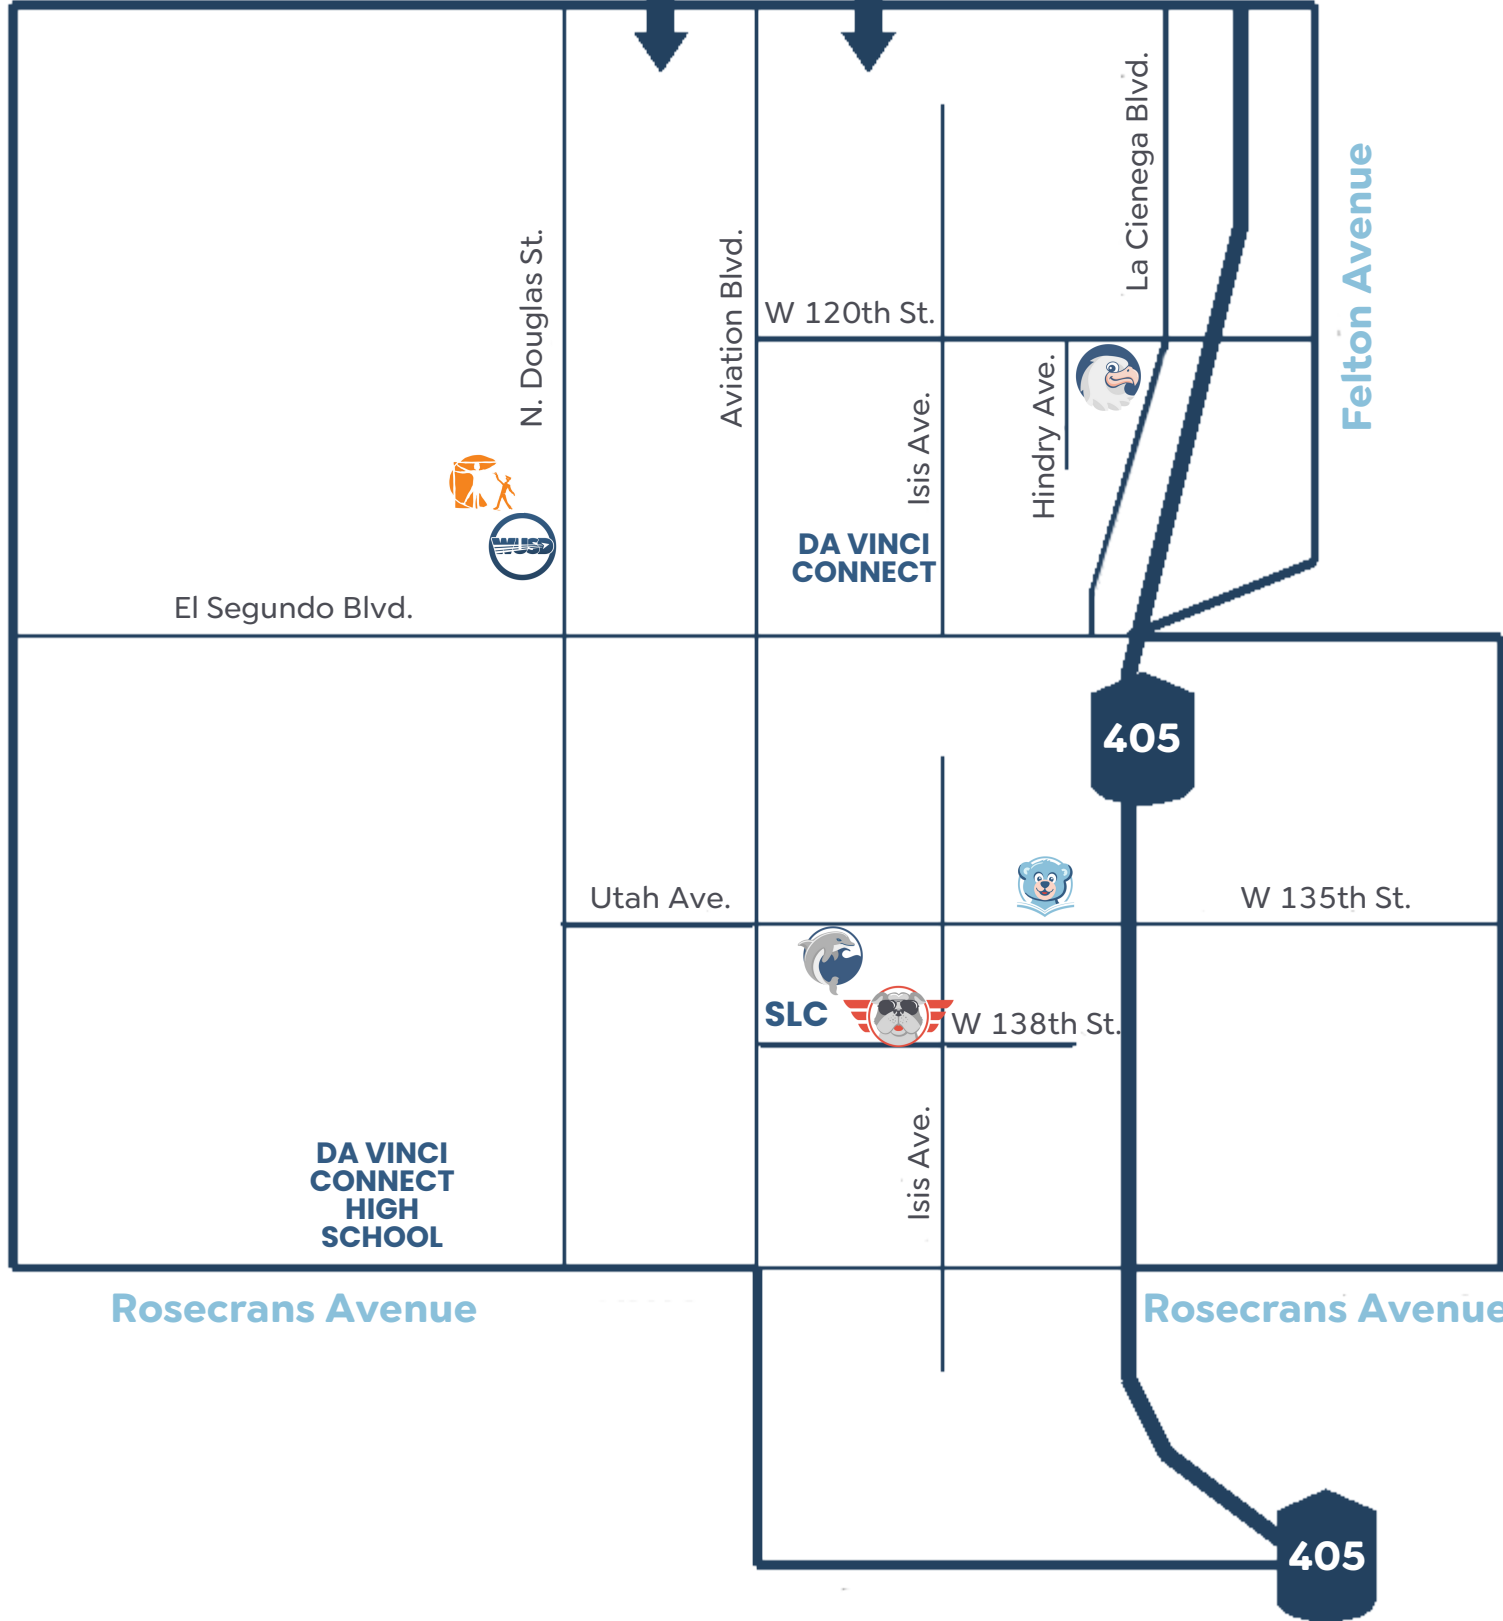 La Cienega Blvd.
Felton Avenue
N. Douglas St.
Aviation Blvd.
W 120th St.
Isis Ave.
Hindry Ave.
WUSD
DA VINCI
CONNECT
El Segundo Blvd.
405
Utah Ave.
W 135th St.
SLC
W 138th St.
Isis Ave.
DA VINCI
CONNECT
HIGH
SCHOOL
Rosecrans Avenue
Rosecrans Avenue
405